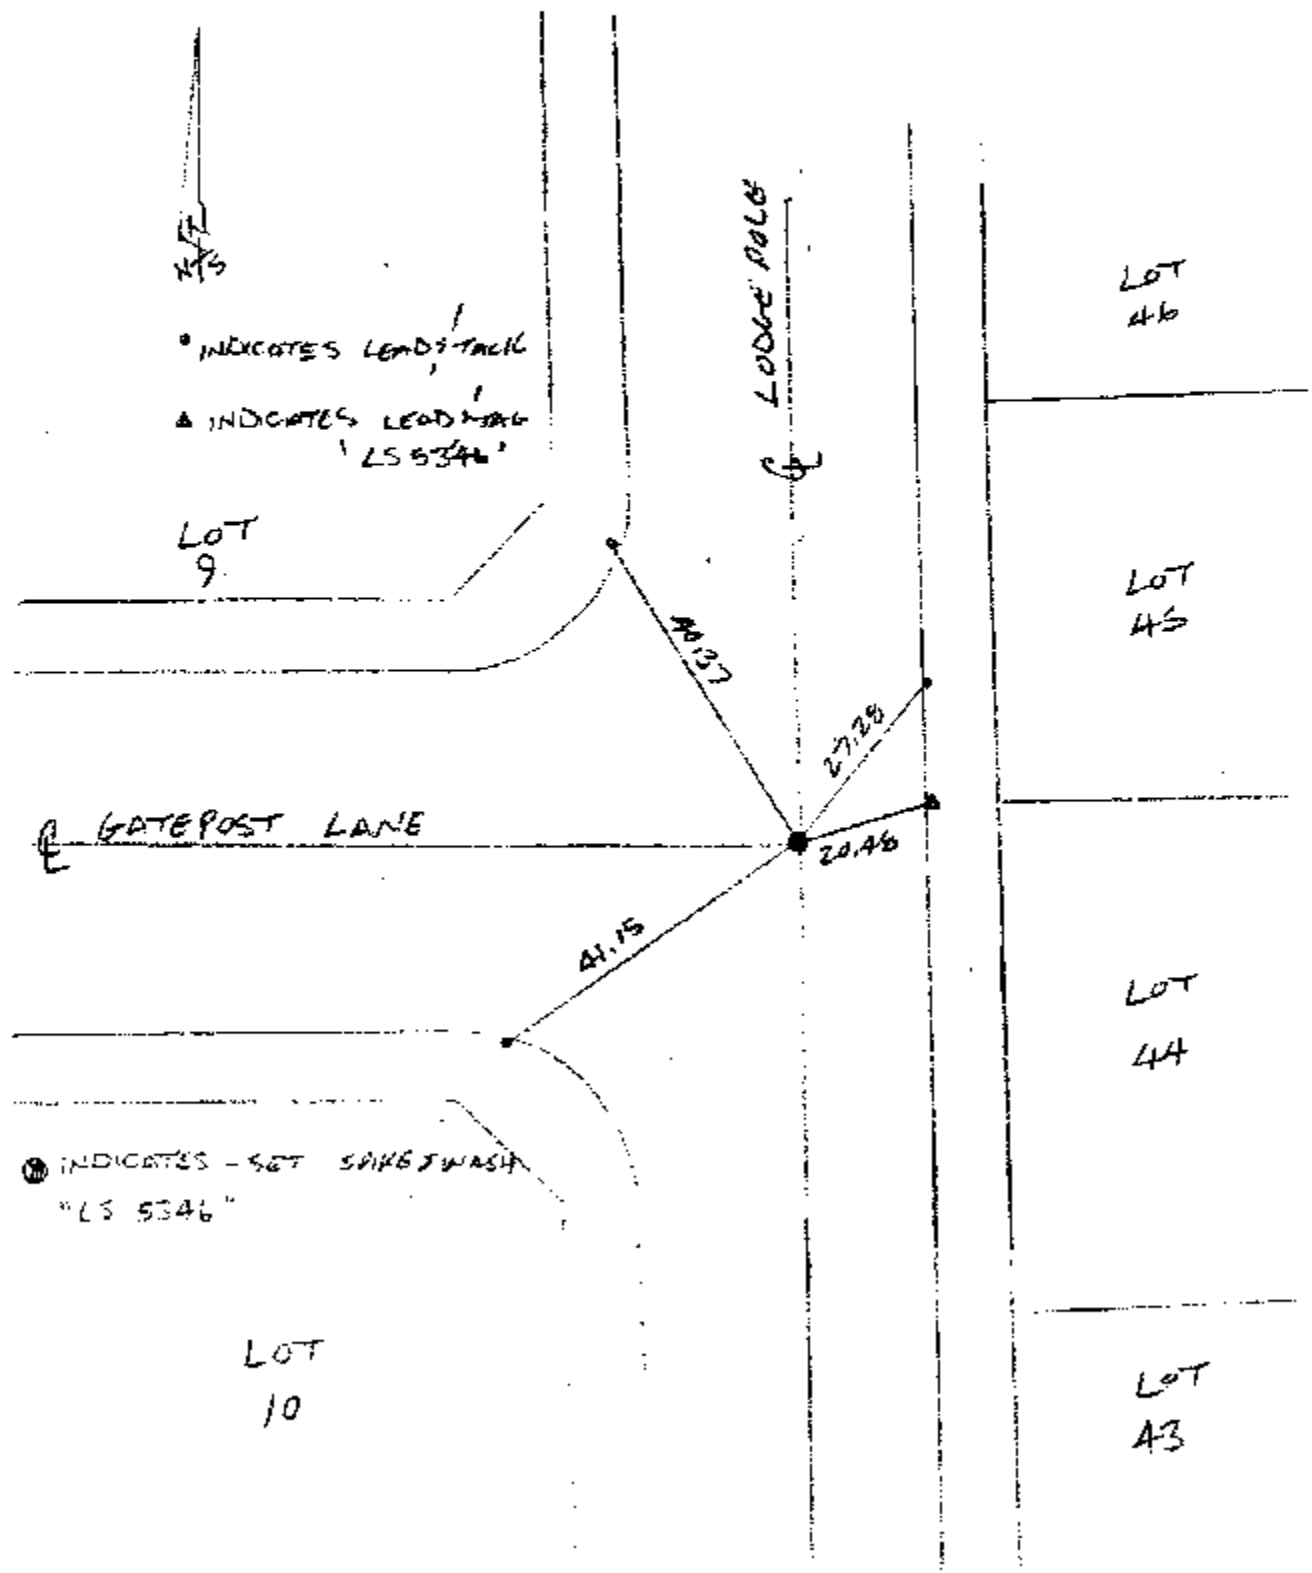 NTS
• INDICATES LEAD & TACK
▲ INDICATES LEAD & TAG
"LS 5346"
LODGE POLE
℄
LOT
46
LOT
9
LOT
45
40.37
27.28
℄ GATEPOST LANE
20.48
41.15
LOT
44
INDICATES - SET SPIKE & WASH
"LS 5346"
LOT
10
LOT
43